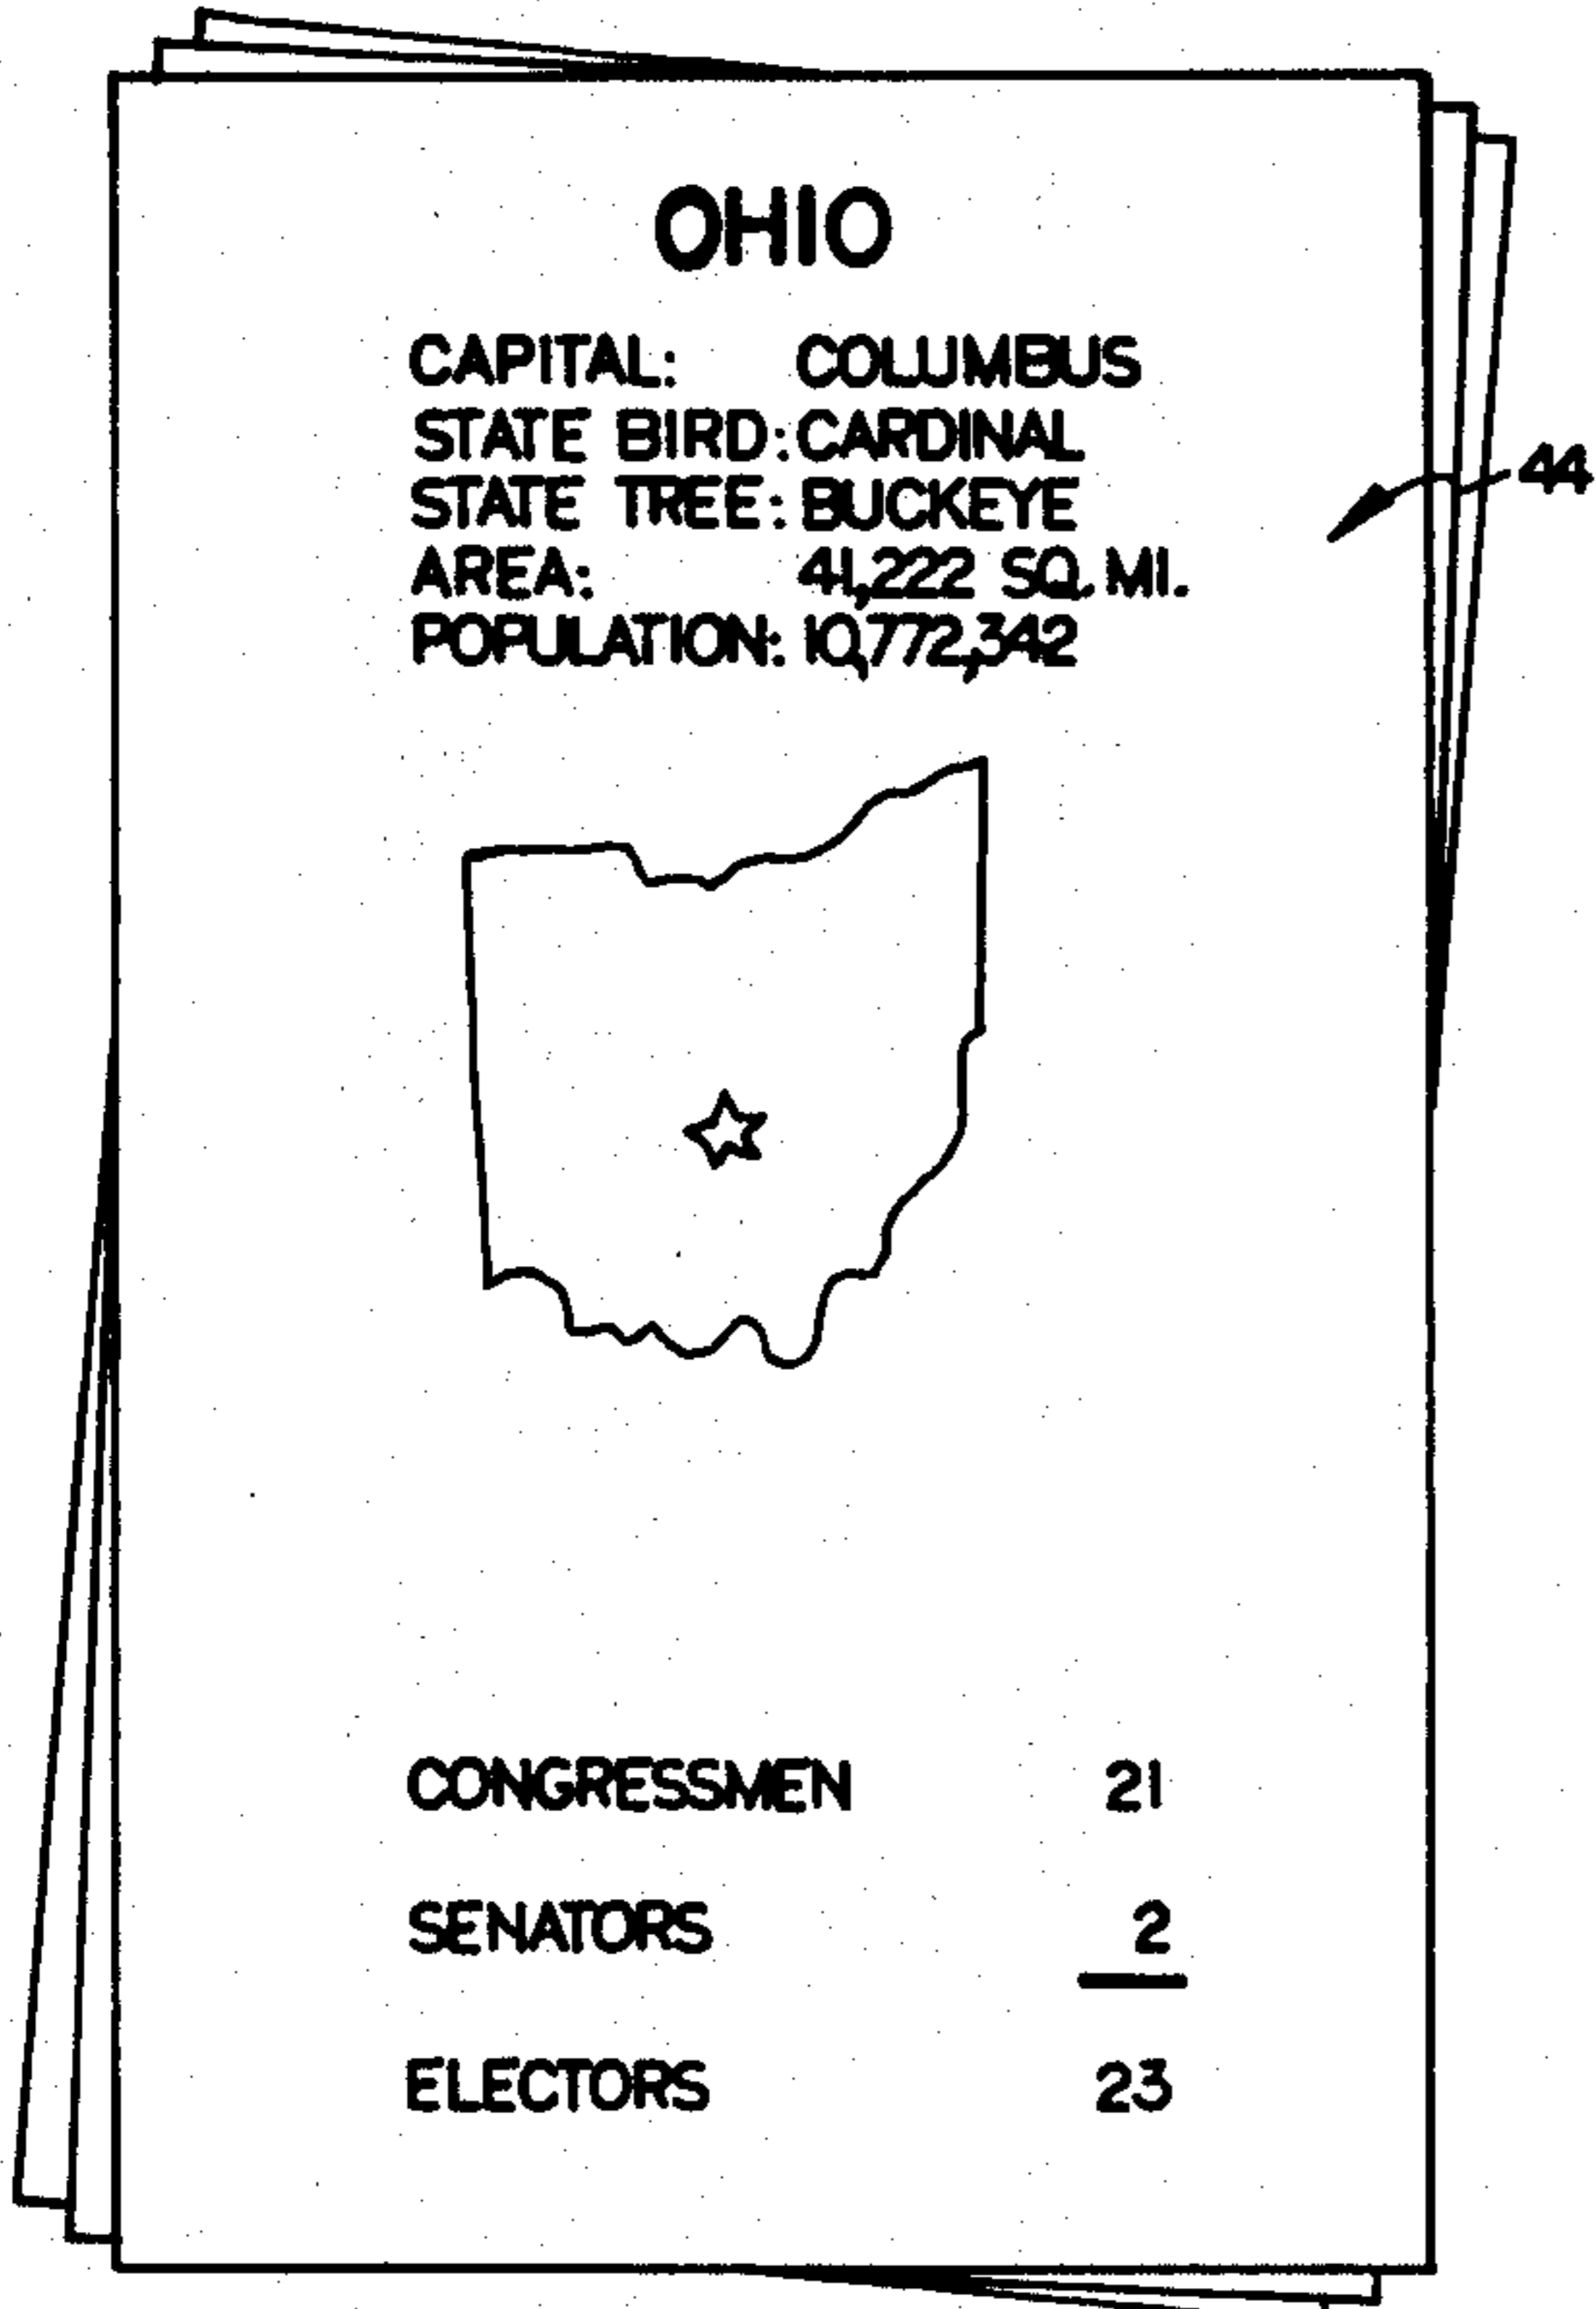 OHIO
CAPITAL: COLUMBUS
STATE BIRD: CARDINAL
STATE TREE: BUCKEYE
AREA: 41,222 SQ. MI.
POPULATION: 10,772,342
44
CONGRESSMEN 21
SENATORS 2
ELECTORS 23